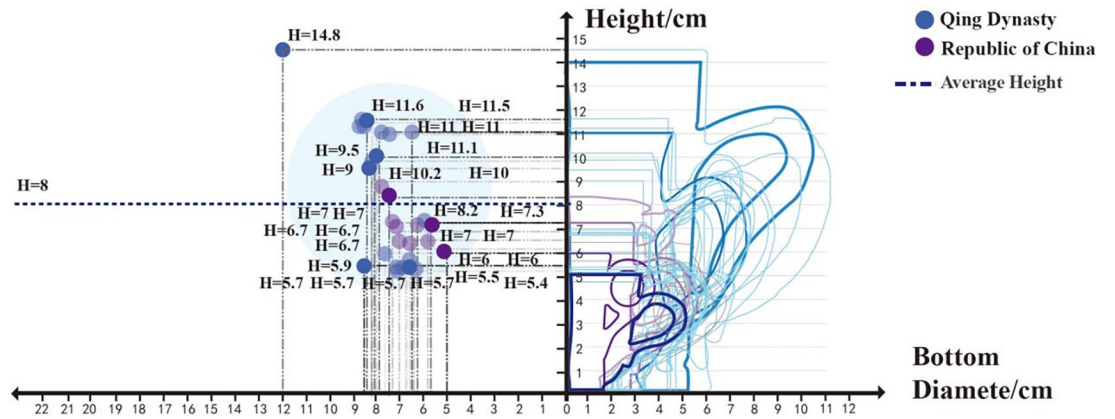 Height/cm
Qing Dynasty
Republic of China
Average Height
H=14.8
15
14
13
12
11
10
9
8
7
6
5
4
3
2
1
H=11.6 H=11.5
H=11 H=11
H=9.5 H=11.1
H=9 H=10.2 H=10
H=8
H=7 H=7 H=8.2 H=7.3
H=6.7 H=6.7 H=7 H=7
H=6.7
H=5.9 H=6 H=6
H=5.7 H=5.7 H=5.7 H=5.7 H=5.5 H=5.4
Bottom
Diamete/cm
22 21 20 19 17 16 15 14 13 12 11 10 9 8 7 6 5 4 3 2 1 0 1 2 3 4 5 6 7 8 9 10 11 12